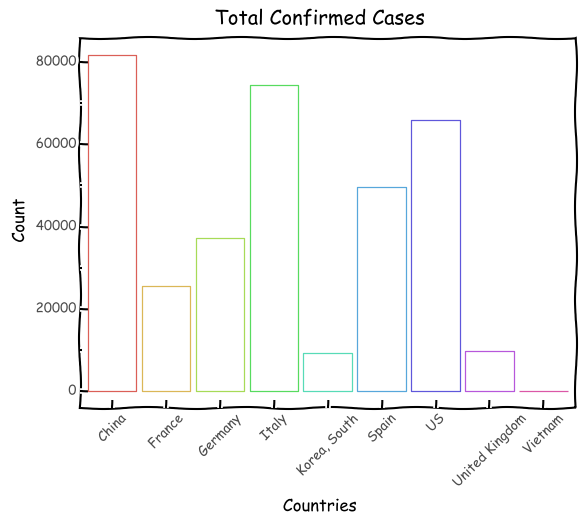 Total Confirmed Cases
80000
60000
40000
20000
0
Count
China
France
Germany
Italy
Korea, South
Spain
US
United Kingdom
Vietnam
Countries